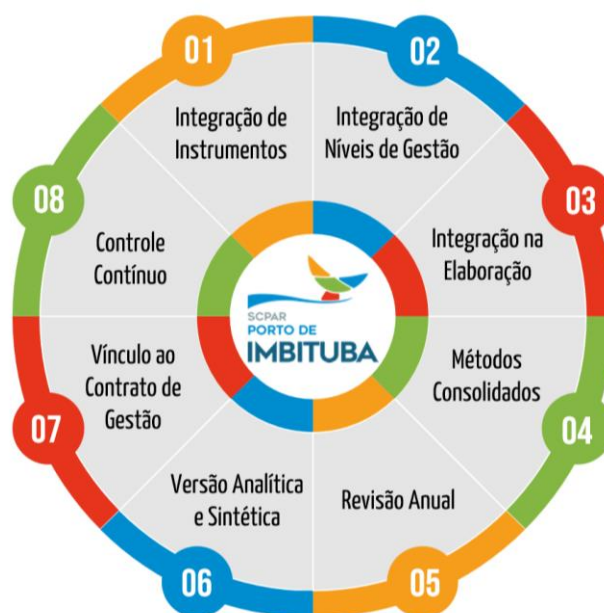 01
Integração de
Instrumentos
02
Integração de
Níveis de Gestão
03
Integração na
Elaboração
04
Métodos
Consolidados
05
Revisão Anual
06
Versão Analítica
e Sintética
07
Vínculo ao
Contrato de
Gestão
08
Controle
Contínuo
SCPAR
PORTO DE
IMBITUBA